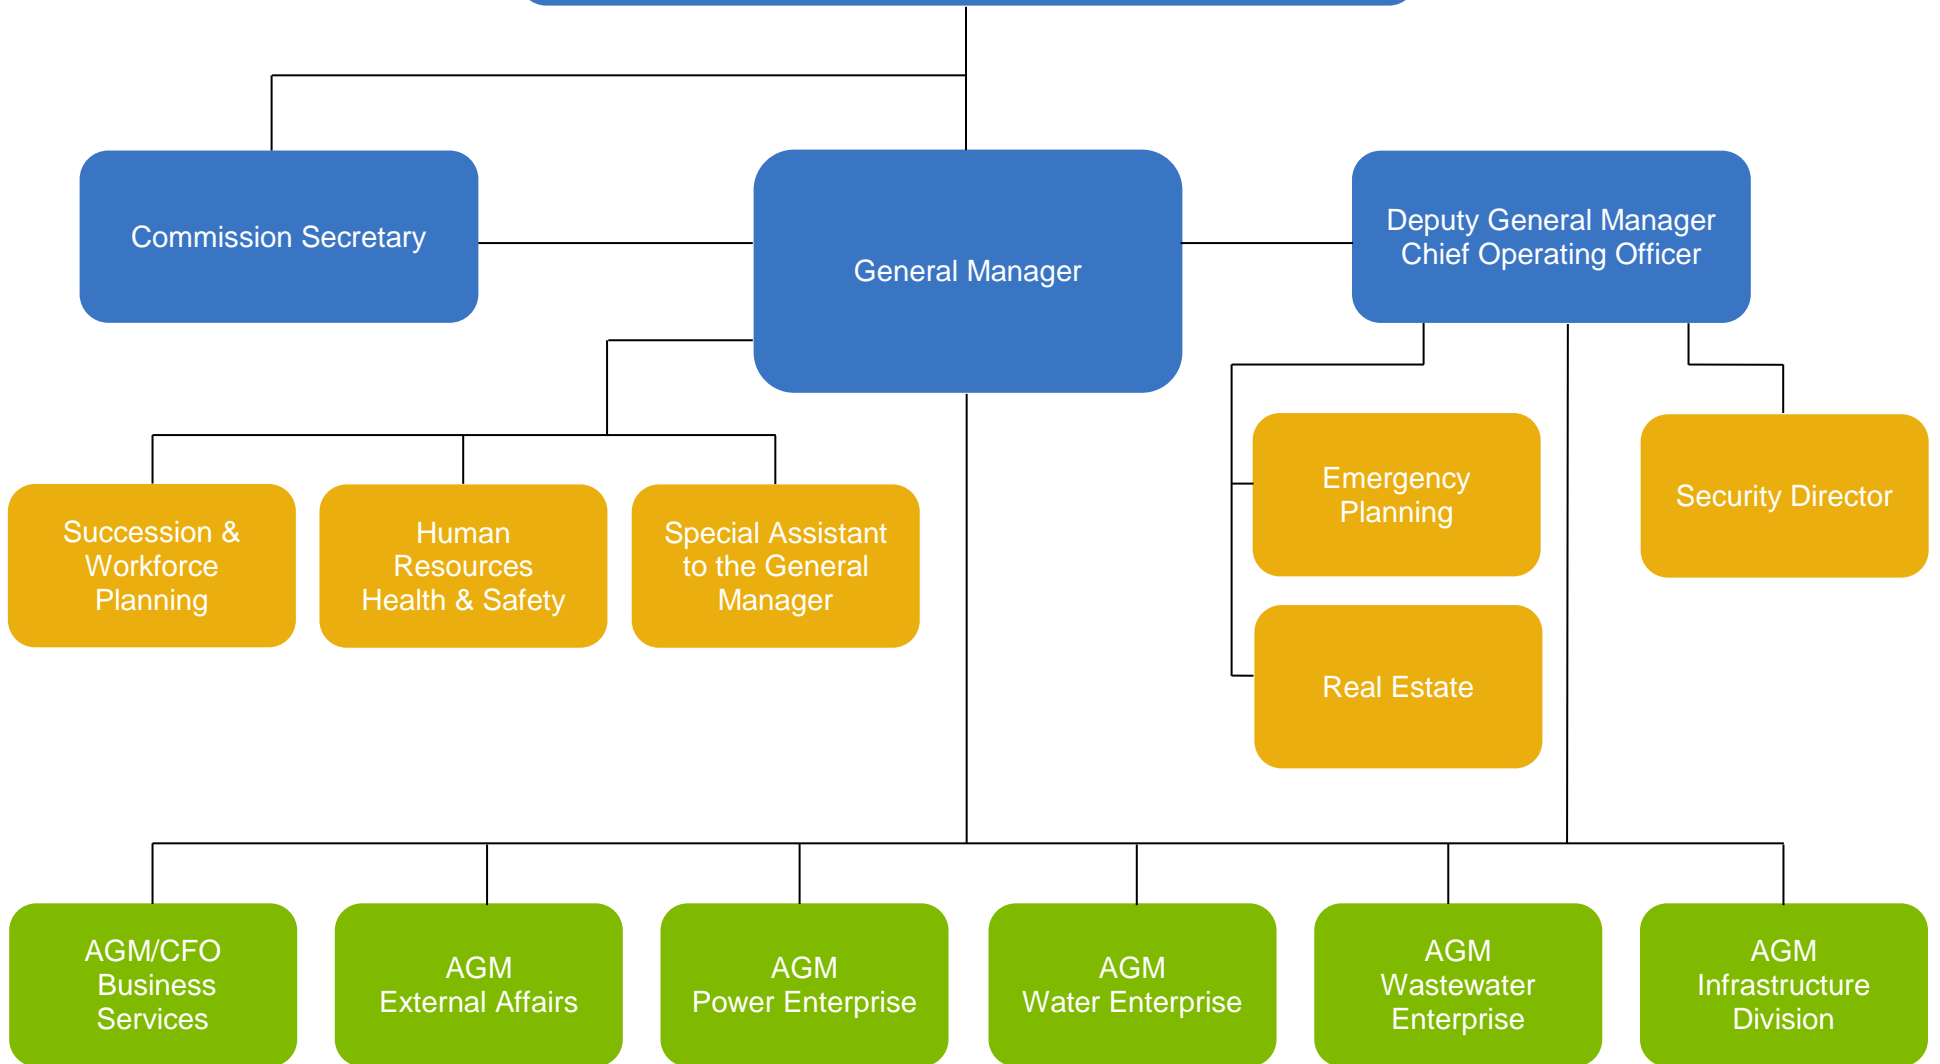 Commission Secretary
General Manager
Deputy General Manager
Chief Operating Officer
Succession &
Workforce
Planning
Human
Resources
Health & Safety
Special Assistant
to the General
Manager
Emergency
Planning
Security Director
Real Estate
AGM/CFO
Business
Services
AGM
External Affairs
AGM
Power Enterprise
AGM
Water Enterprise
AGM
Wastewater
Enterprise
AGM
Infrastructure
Division